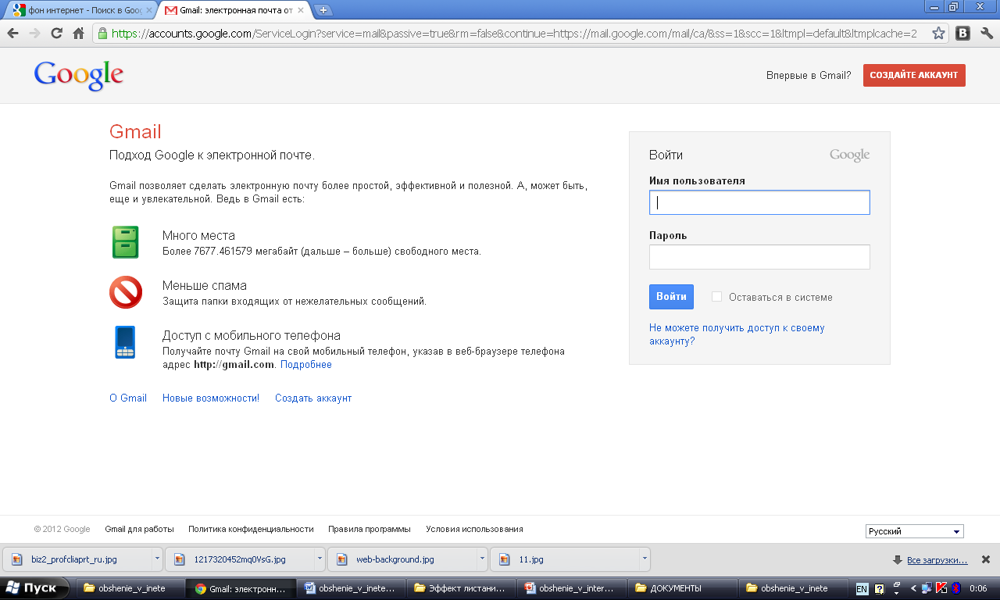 фон интернет - Поиск в Goog
Gmail: электронная почта от
https://accounts.google.com/ServiceLogin?service=mail&passive=true&rm=false&continue=https://mail.google.com/mail/ca/&ss=1&scc=1&ltmpl=default&ltmplcache=2
Google
Впервые в Gmail?
СОЗДАЙТЕ АККАУНТ
Gmail
Подход Google к электронной почте.
Gmail позволяет сделать электронную почту более простой, эффективной и полезной. А, может быть,
еще и увлекательной. Ведь в Gmail есть:
Много места
Более 7677.461579 мегабайт (дальше – больше) свободного места.
Меньше спама
Защита папки входящих от нежелательных сообщений.
Доступ с мобильного телефона
Получайте почту Gmail на свой мобильный телефон, указав в веб-браузере телефона
адрес http://gmail.com. Подробнее
О Gmail
Новые возможности!
Создать аккаунт
Войти
Google
Имя пользователя
Пароль
Войти
Оставаться в системе
Не можете получить доступ к своему
аккаунту?
© 2012 Google
Gmail для работы
Политика конфиденциальности
Правила программы
Условия использования
Русский
biz2_profcliaprt_ru.jpg
1217320452mq0VsG.jpg
web-background.jpg
11.jpg
Все загрузки...
Пуск
obshenie_v_inete
Gmail: электронн...
obshenie_v_inete...
Эффект листани...
obshenie_v_inter...
ДОКУМЕНТЫ
obshenie_v_inete
EN
0:06